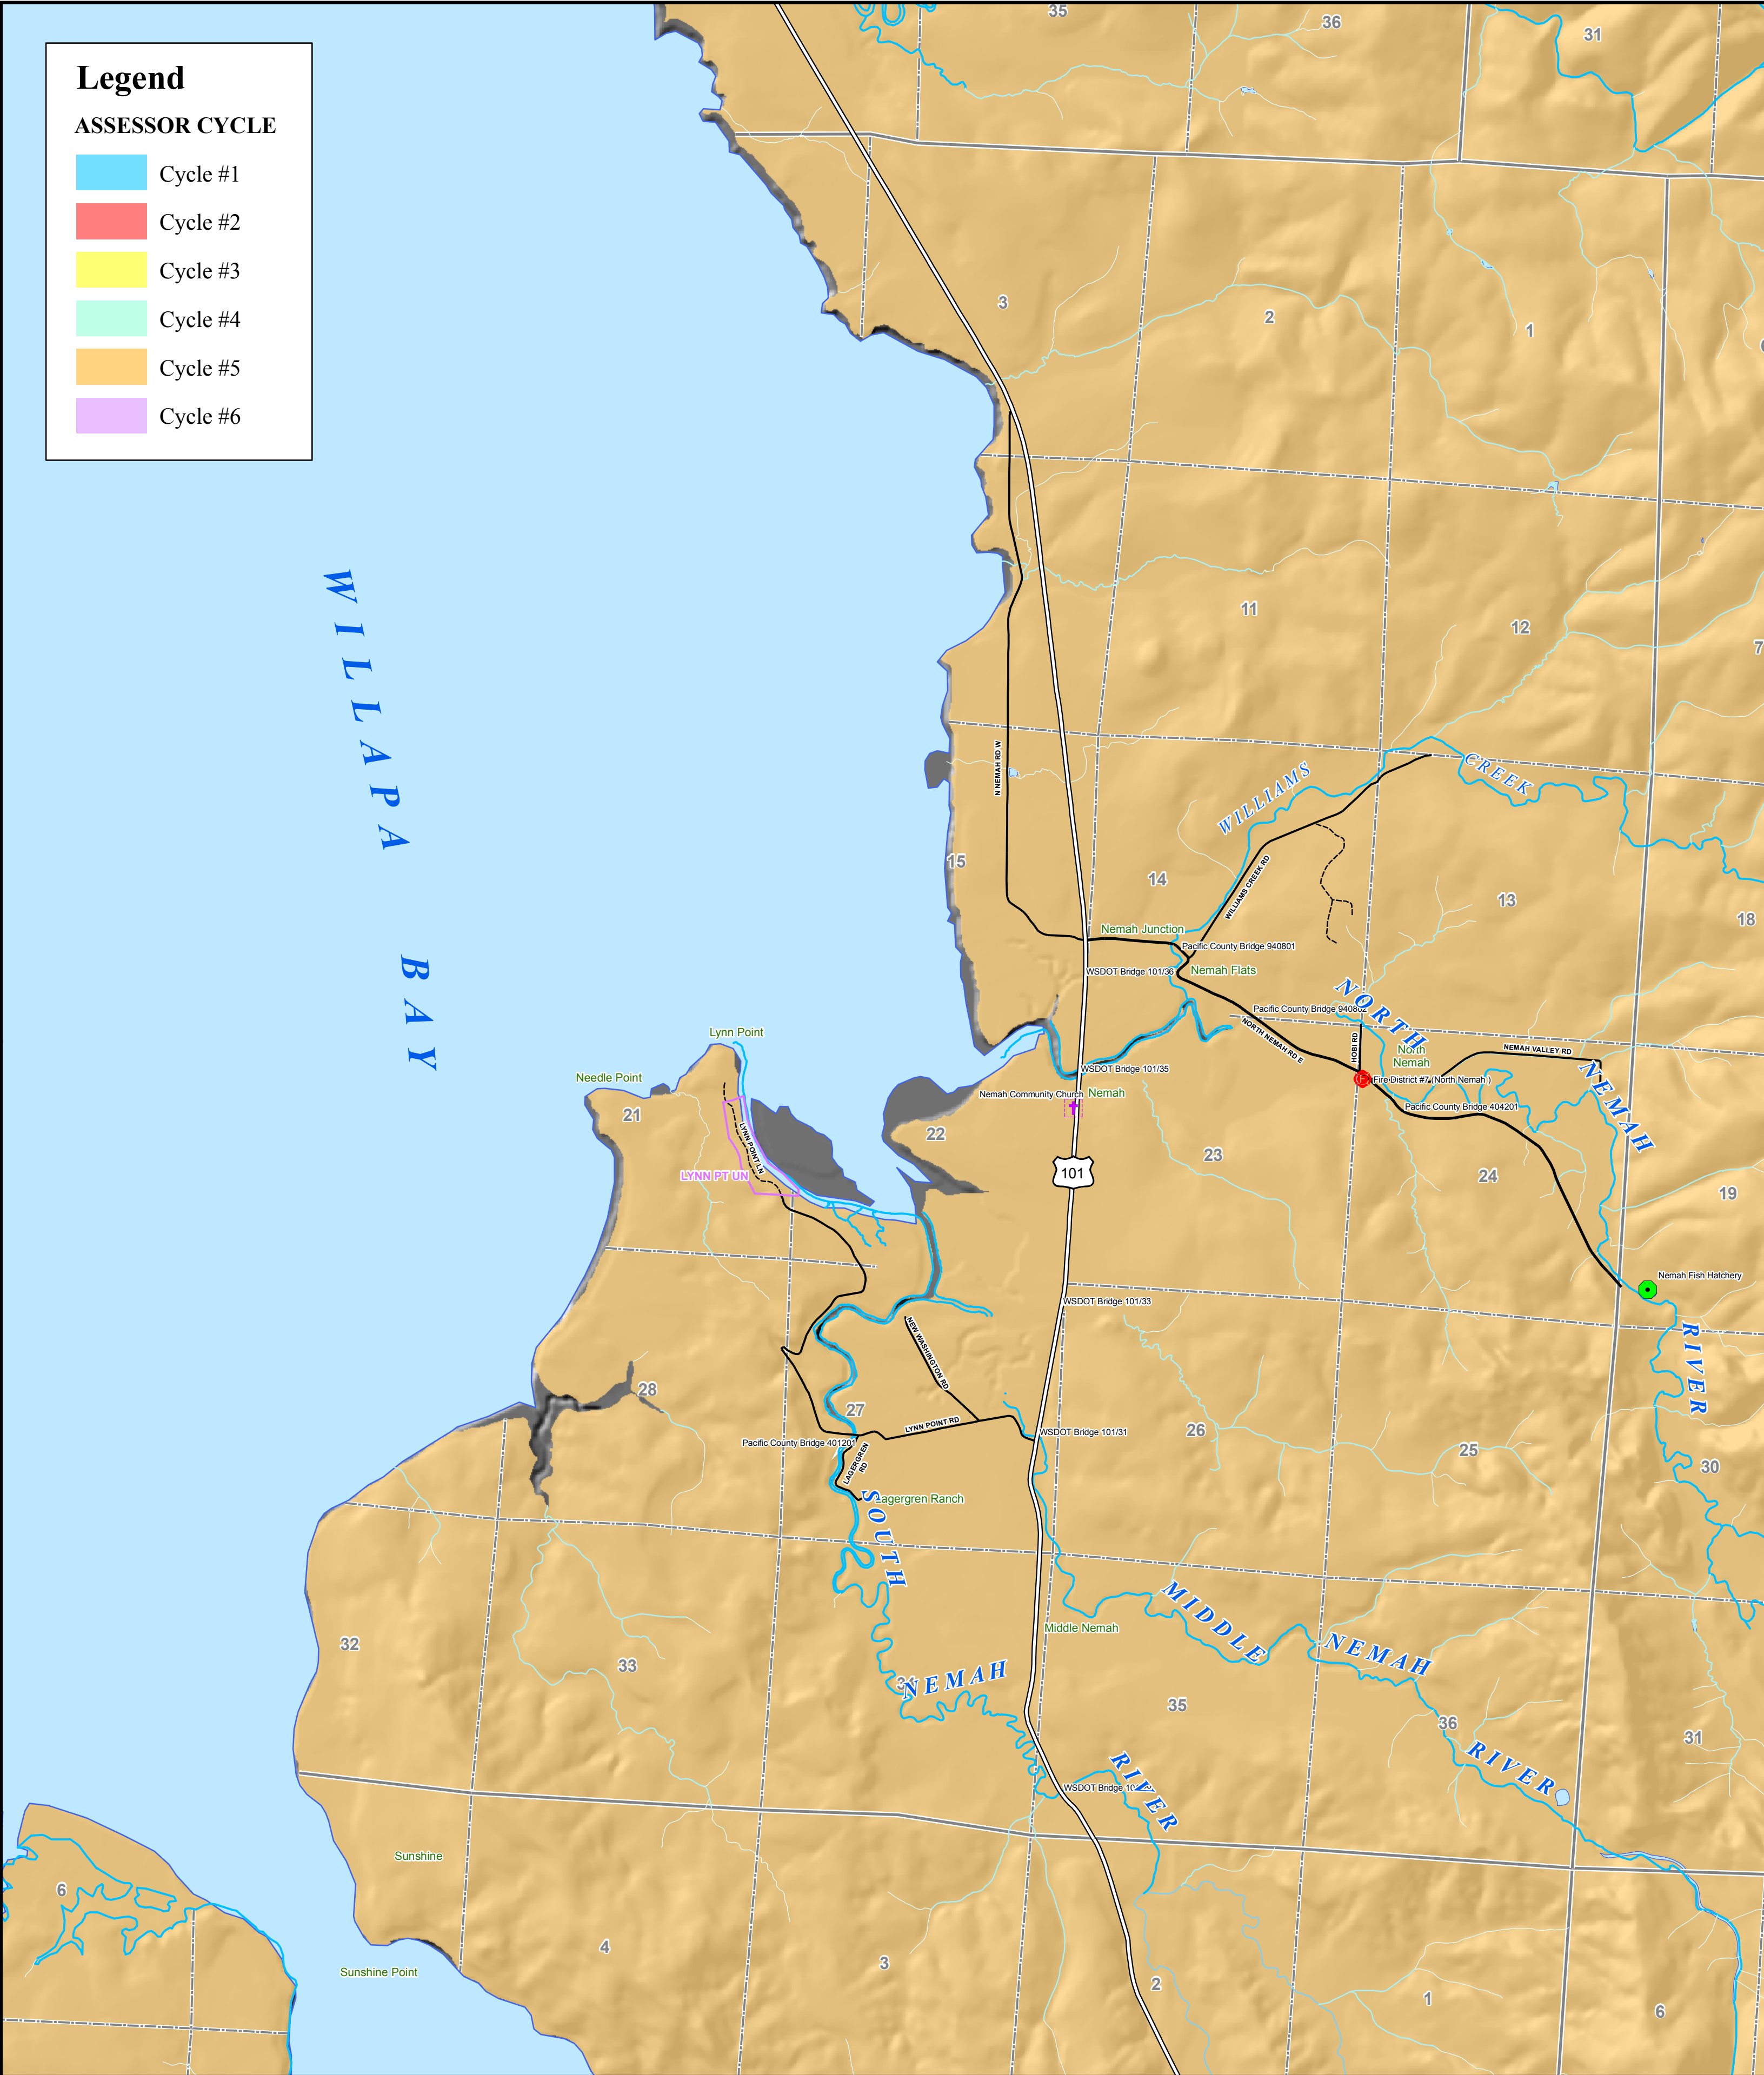 Legend
ASSESSOR CYCLE
Cycle #1
Cycle #2
Cycle #3
Cycle #4
Cycle #5
Cycle #6
35
36
31
3
2
1
WILLAPA BAY
11
12
7
N NEMAH RD W
WILLIAMS CREEK
15
14
WILLIAMS CREEK RD
13
18
Nemah Junction
Pacific County Bridge 940801
WSDOT Bridge 101/36
Nemah Flats
Pacific County Bridge 940802
NORTH NEMAH RIVER
NORTH NEMAH RD E
HOBI RD
North
Nemah
NEMAH VALLEY RD
Lynn Point
Needle Point
WSDOT Bridge 101/35
Fire District #7 (North Nemah )
Nemah Community Church
Nemah
Pacific County Bridge 404201
21
22
23
24
19
LYNN POINT LN
LYNN PT UN
101
Nemah Fish Hatchery
WSDOT Bridge 101/33
NEW WASHINGTON RD
28
27
LYNN POINT RD
26
25
30
WSDOT Bridge 101/31
Pacific County Bridge 401201
LAGERGREN
RD
Lagergren Ranch
SOUTH NEMAH RIVER
MIDDLE NEMAH RIVER
Middle Nemah
32
33
35
36
31
WSDOT Bridge
Sunshine
6
4
3
2
1
6
Sunshine Point